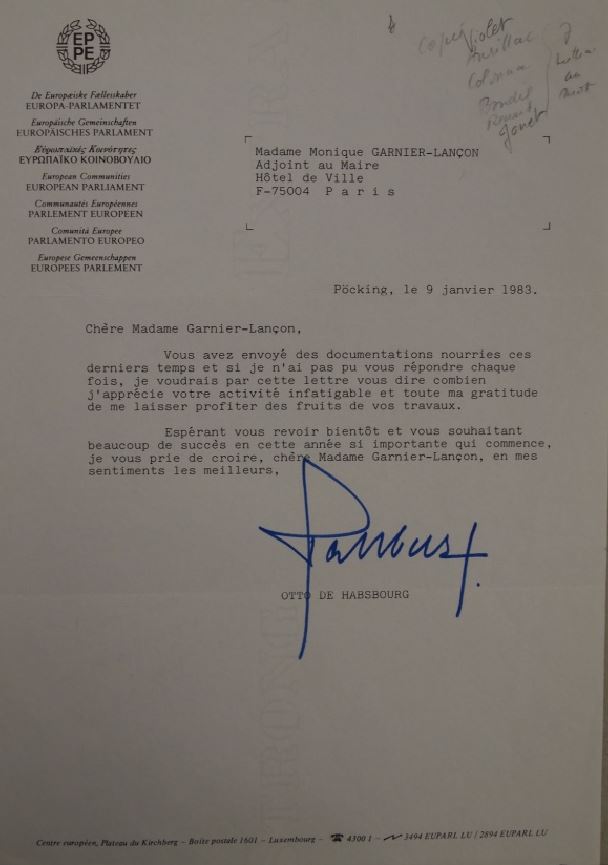 EP
PE
De Europæiske Fællesskaber
EUROPA-PARLAMENTET
Europäische Gemeinschaften
EUROPÄISCHES PARLAMENT
Εὐρωπαϊκές Κοινότητες
ΕΥΡΩΠΑΪΚΟ ΚΟΙΝΟΒΟΥΛΙΟ
European Communities
EUROPEAN PARLIAMENT
Communautés Européennes
PARLEMENT EUROPEEN
Comunità Europee
PARLAMENTO EUROPEO
Europese Gemeenschappen
EUROPEES PARLEMENT
Copié Violet
Aurillac
Colonna
Jouet
Madame Monique GARNIER-LANÇON
Adjoint au Maire
Hôtel de Ville
F-75004 P a r i s
Pöcking, le 9 janvier 1983.
Chère Madame Garnier-Lançon,
Vous avez envoyé des documentations nourries ces
derniers temps et si je n'ai pas pu vous répondre chaque
fois, je voudrais par cette lettre vous dire combien
j'apprécie votre activité infatigable et toute ma gratitude
de me laisser profiter des fruits de vos travaux.
Espérant vous revoir bientôt et vous souhaitant
beaucoup de succés en cette année si importante qui commence,
je vous prie de croire, chère Madame Garnier-Lançon, en mes
sentiments les meilleurs,
OTTO DE HABSBOURG
Centre européen, Plateau du Kirchberg – Boîte postale 1601 – Luxembourg – ☎ 4300 1 – 3494 EUPARL LU / 2894 EUPARL LU